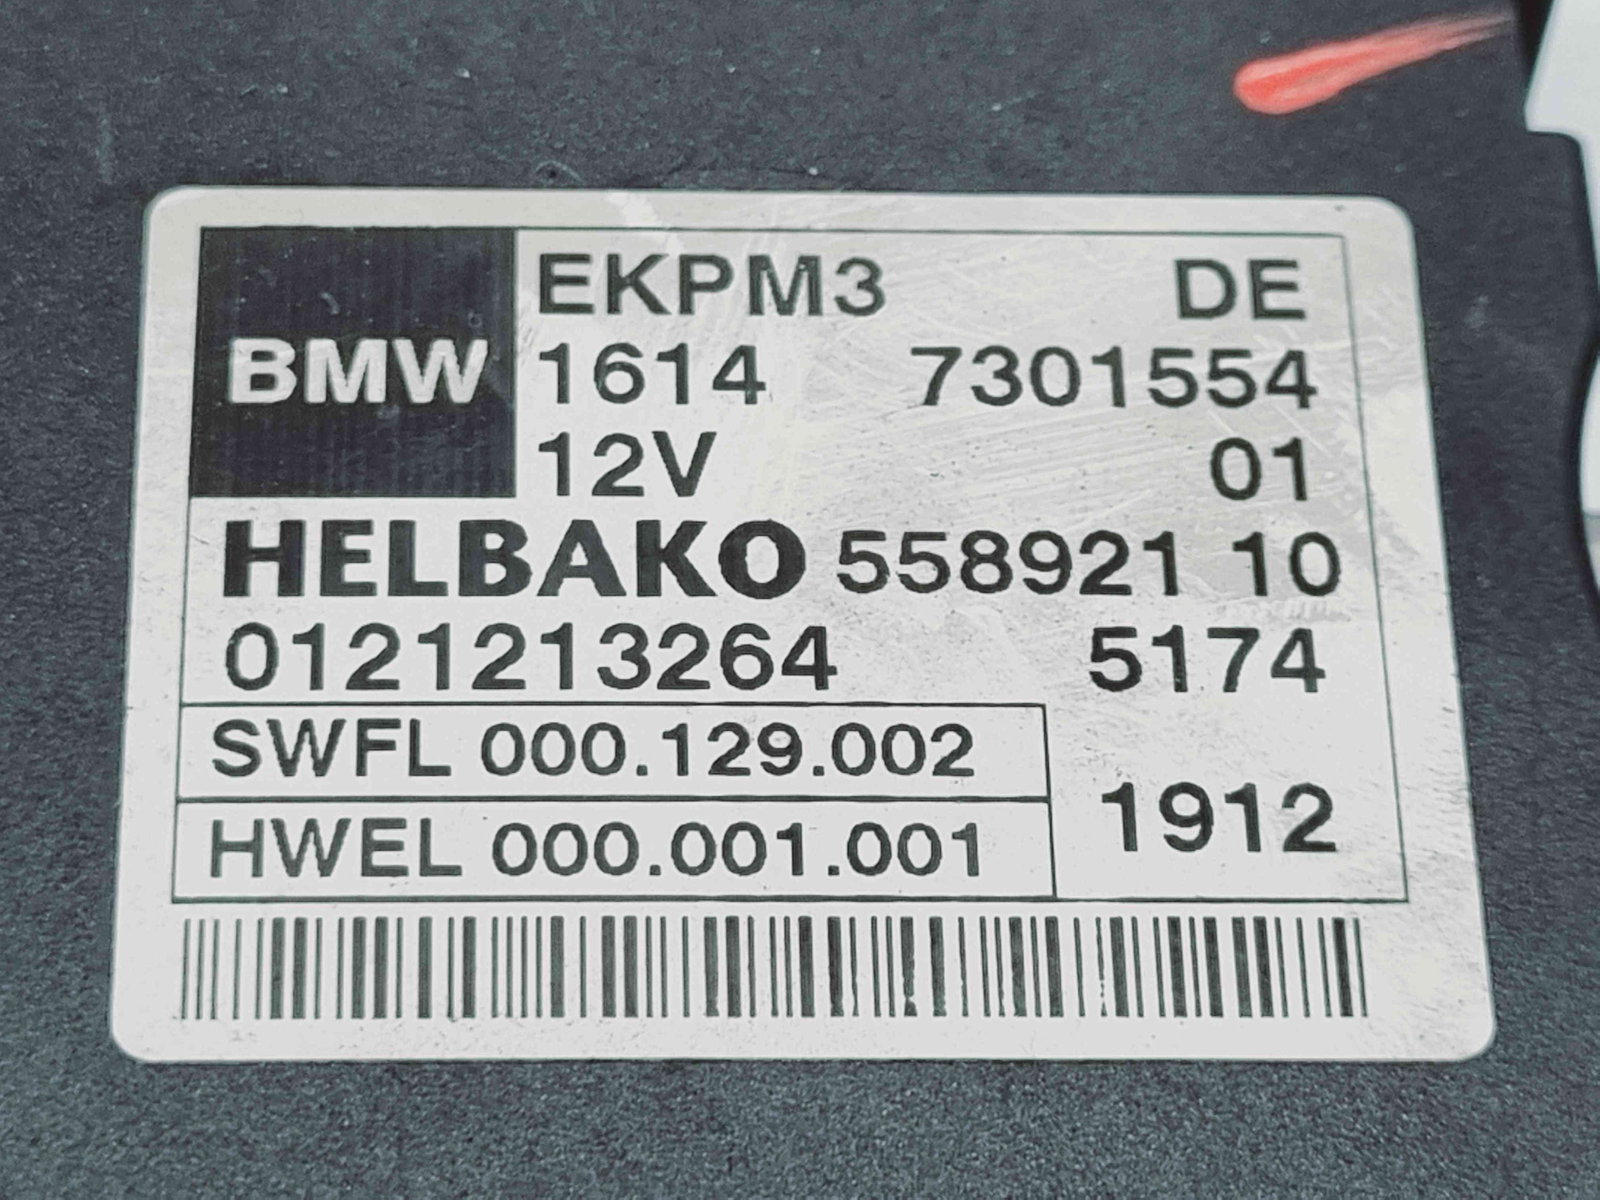 BMW
EKPM3 DE
1614 7301554
12V 01
HELBAKO 558921 10
0121213264 5174
SWFL 000.129.002
HWEL 000.001.001
1912